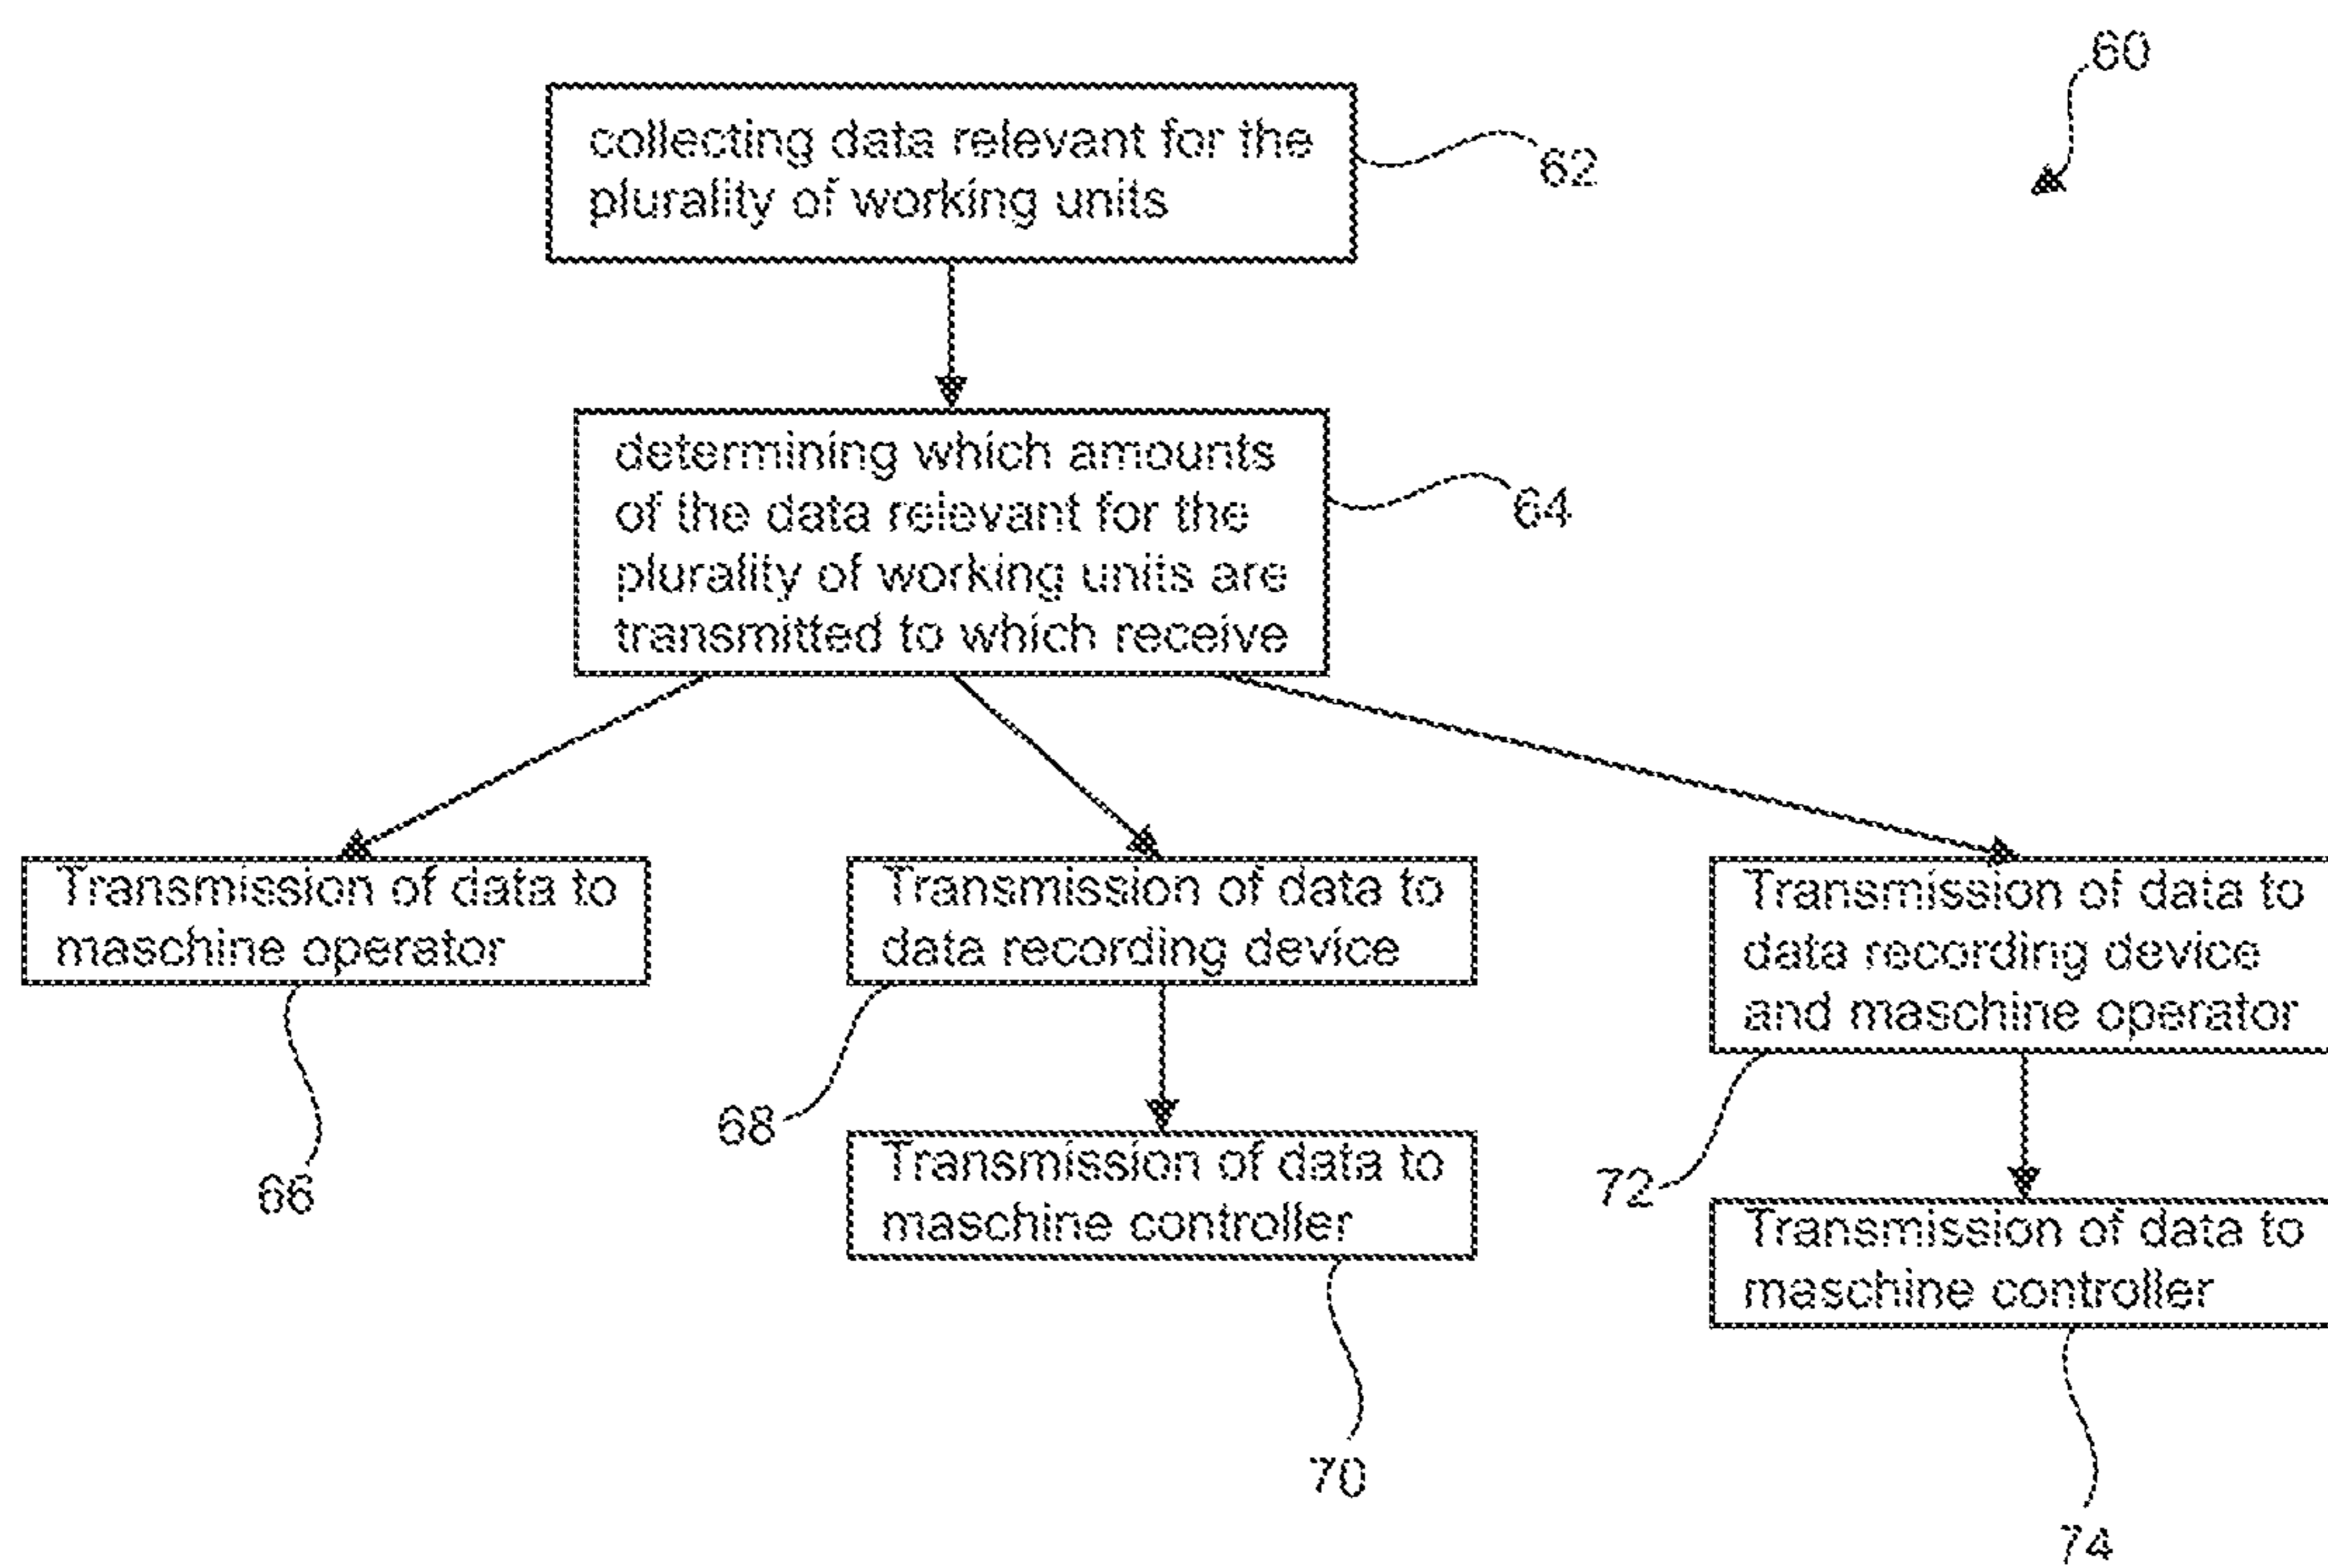 60
collecting data relevant for the
plurality of working units
62
determining which amounts
of the data relevant for the
plurality of working units are
transmitted to which receive
64
Transmission of data to
maschine operator
66
Transmission of data to
data recording device
68
Transmission of data to
maschine controller
70
Transmission of data to
data recording device
and maschine operator
72
Transmission of data to
maschine controller
74